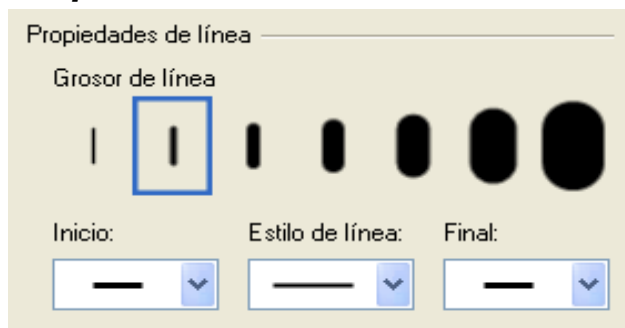 Propiedades de línea
Grosor de línea
Inicio:
Estilo de línea:
Final: